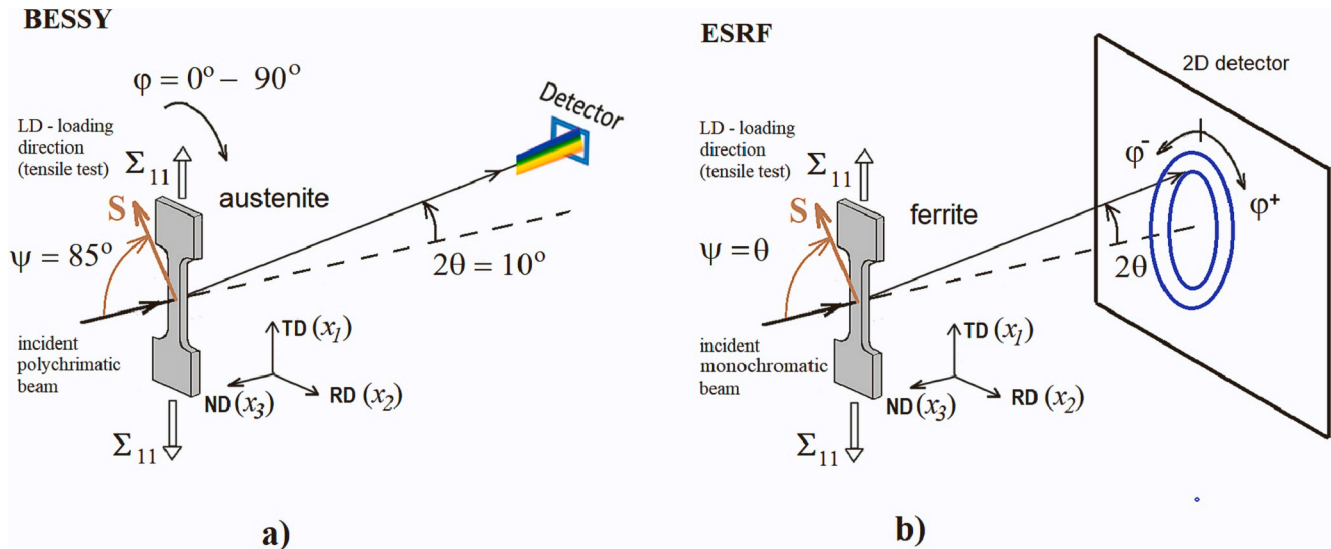 BESSY
φ = 0° – 90°
LD - loading
direction
(tensile test)
Σ11
S
austenite
Detector
ψ = 85°
2θ = 10°
incident
polychrimatic
beam
TD (x1)
ND (x3)
RD (x2)
Σ11
a)
ESRF
2D detector
LD - loading
direction
(tensile test)
Σ11
S
ferrite
φ-
φ+
ψ = θ
2θ
incident
monochromatic
beam
TD (x1)
ND (x3)
RD (x2)
Σ11
b)